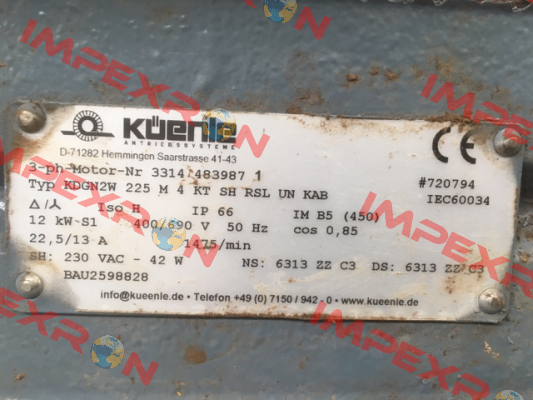 Küenle
ANTRIEBSSYSTEME
D-71282 Hemmingen Saarstrasse 41-43
CE
3-ph-Motor-Nr 3314/483987 1
#720794
Typ KDGN2W 225 M 4 KT SH RSL UN KAB
IEC60034
Δ/Y Iso H IP 66 IM B5 (450)
12 kW-S1 400/690 V 50 Hz cos 0,85
22,5/13 A 1475/min
SH: 230 VAC - 42 W NS: 6313 ZZ C3 DS: 6313 ZZ C3
BAU2598828
info@kueenle.de • Telefon +49 (0) 7150 / 942 - 0 • www.kueenle.de
IMPEXRON
IMPEXRON
IMPEXRON
IMPEXRON
IMPEXRON